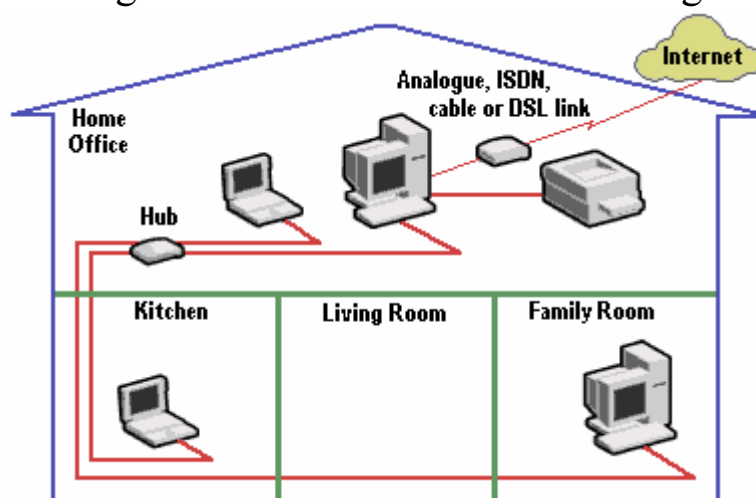 Internet
Analogue, ISDN,
cable or DSL link
Home
Office
Hub
Kitchen
Living Room
Family Room